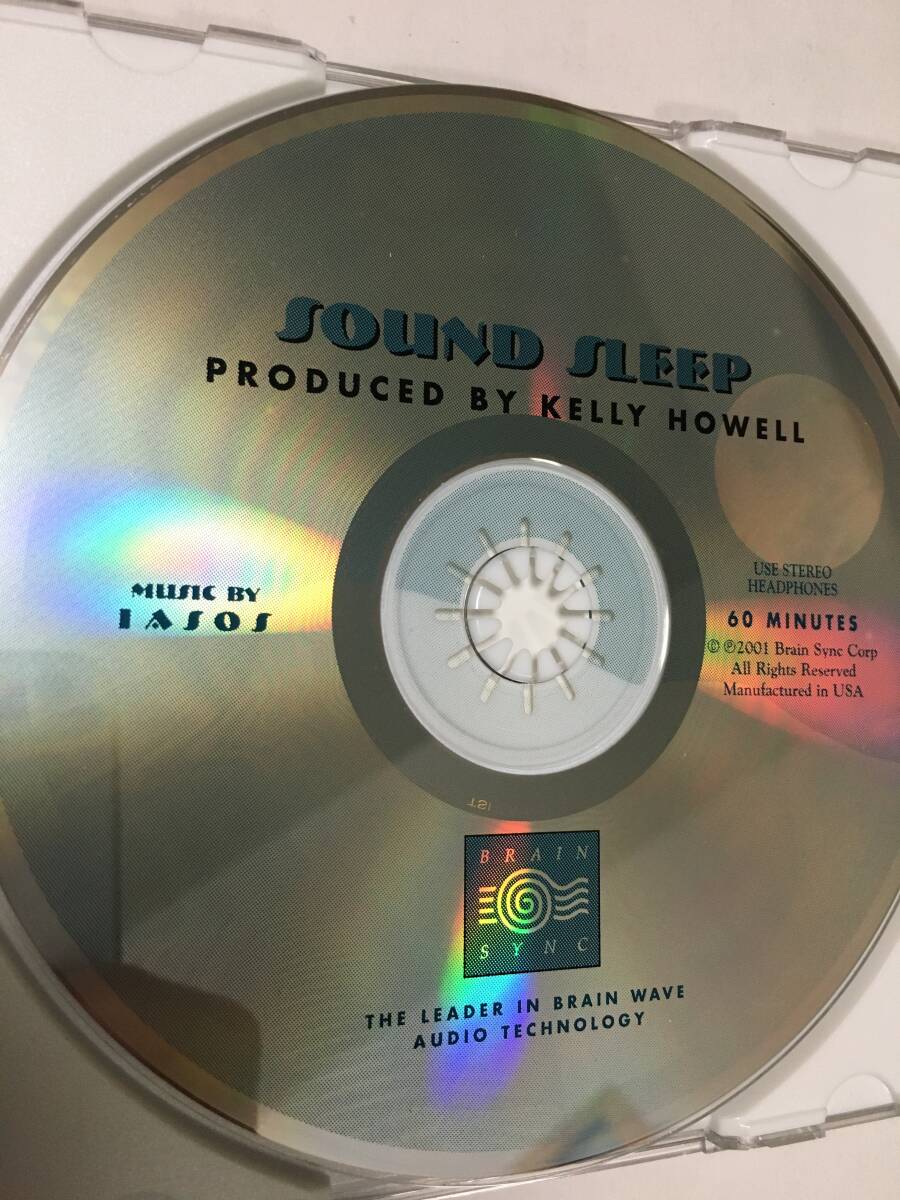 SOUND SLEEP
PRODUCED BY KELLY HOWELL
MUSIC BY
IASOS
USE STEREO
HEADPHONES
60 MINUTES
©℗2001 Brain Sync Corp
All Rights Reserved
Manufactured in USA
BRAIN
SYNC
THE LEADER IN BRAIN WAVE
AUDIO TECHNOLOGY